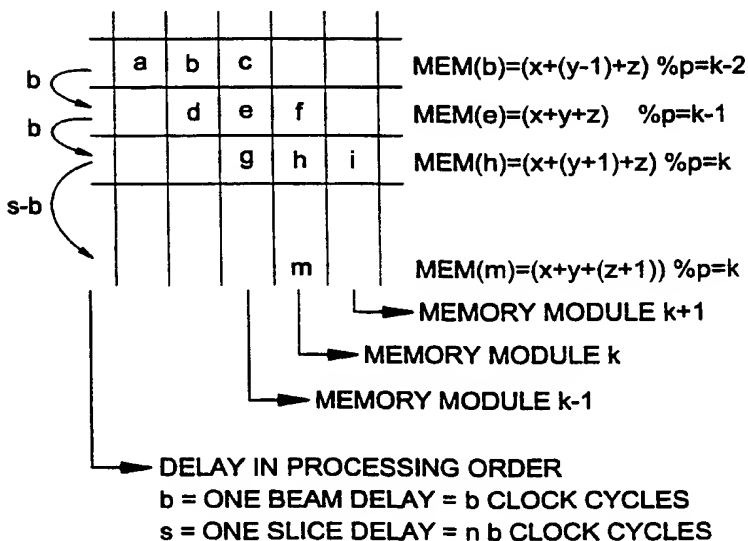 a b c MEM(b)=(x+(y-1)+z) %p=k-2
b
d e f MEM(e)=(x+y+z) %p=k-1
b
g h i MEM(h)=(x+(y+1)+z) %p=k
s-b
m MEM(m)=(x+y+(z+1)) %p=k
MEMORY MODULE k+1
MEMORY MODULE k
MEMORY MODULE k-1
DELAY IN PROCESSING ORDER
b = ONE BEAM DELAY = b CLOCK CYCLES
s = ONE SLICE DELAY = n b CLOCK CYCLES